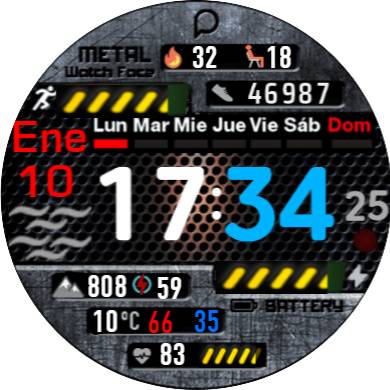 METAL
Watch Face
32 18
46987
Lun Mar Mie Jue Vie Sáb Dom
Ene
10
17:34
25
808 59
BATTERY
10°C 66 35
83